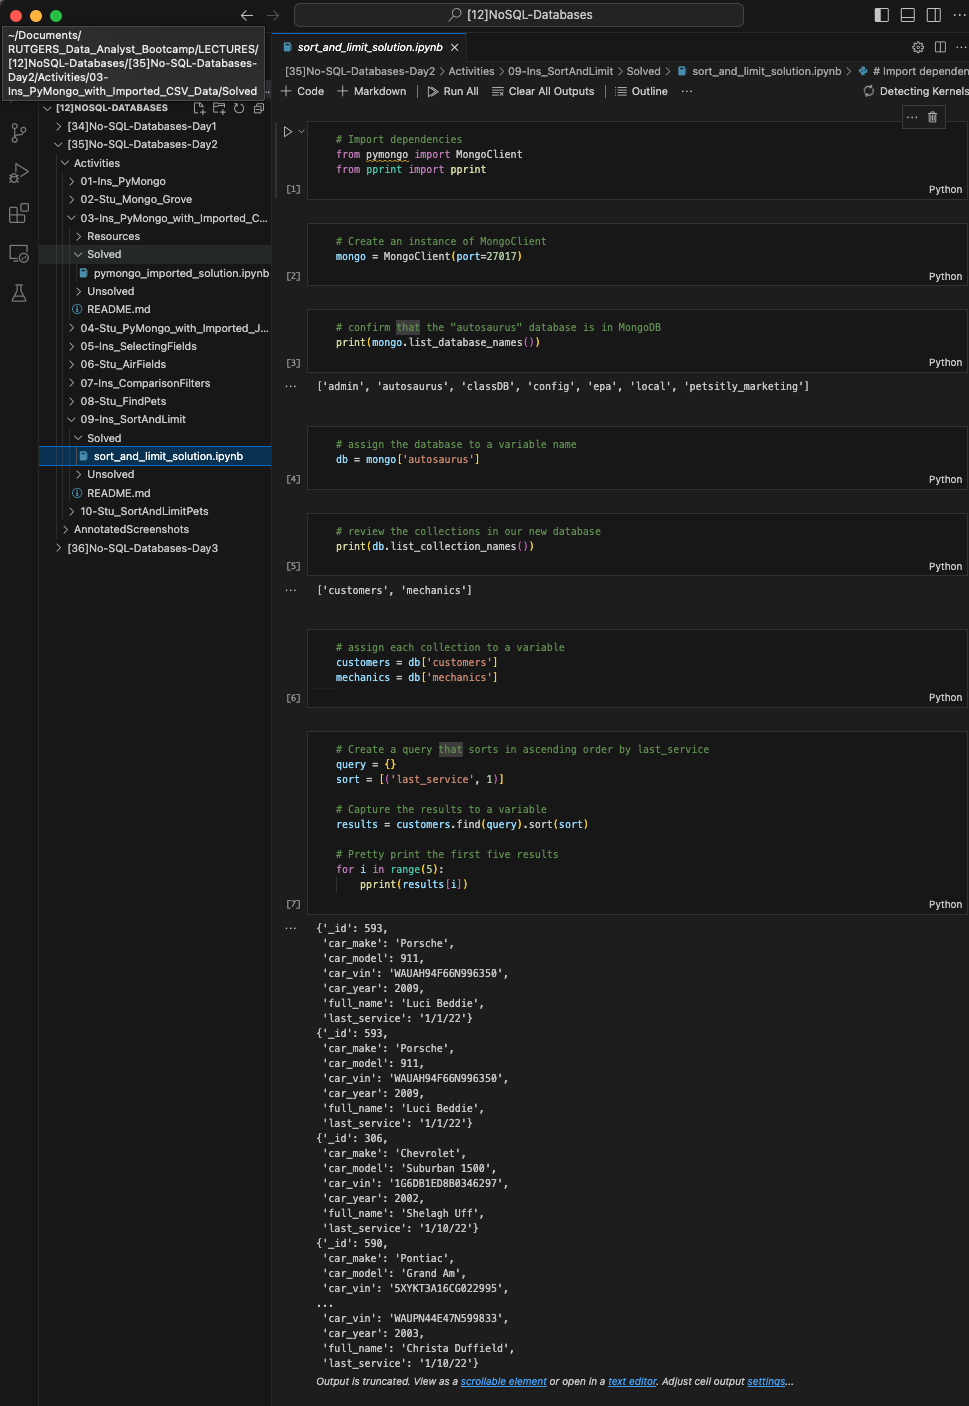 [12]NoSQL-Databases
~/Documents/
RUTGERS_Data_Analyst_Bootcamp/LECTURES/
[12]NoSQL-Databases/[35]No-SQL-Databases-
Day2/Activities/03-
Ins_PyMongo_with_Imported_CSV_Data/Solved
[12]NOSQL-DATABASES
[34]No-SQL-Databases-Day1
[35]No-SQL-Databases-Day2
Activities
01-Ins_PyMongo
02-Stu_Mongo_Grove
03-Ins_PyMongo_with_Imported_C...
Resources
Solved
pymongo_imported_solution.ipynb
Unsolved
README.md
04-Stu_PyMongo_with_Imported_J...
05-Ins_SelectingFields
06-Stu_AirFields
07-Ins_ComparisonFilters
08-Stu_FindPets
09-Ins_SortAndLimit
Solved
sort_and_limit_solution.ipynb
Unsolved
README.md
10-Stu_SortAndLimitPets
AnnotatedScreenshots
[36]No-SQL-Databases-Day3
sort_and_limit_solution.ipynb
[35]No-SQL-Databases-Day2 > Activities > 09-Ins_SortAndLimit > Solved > sort_and_limit_solution.ipynb > # Import dependen
+ Code + Markdown | Run All Clear All Outputs | Outline ... Detecting Kernels
# Import dependencies
from pymongo import MongoClient
from pprint import pprint
[1] Python
# Create an instance of MongoClient
mongo = MongoClient(port=27017)
[2] Python
# confirm that the "autosaurus" database is in MongoDB
print(mongo.list_database_names())
[3] Python
... ['admin', 'autosaurus', 'classDB', 'config', 'epa', 'local', 'petsitly_marketing']
# assign the database to a variable name
db = mongo['autosaurus']
[4] Python
# review the collections in our new database
print(db.list_collection_names())
[5] Python
... ['customers', 'mechanics']
# assign each collection to a variable
customers = db['customers']
mechanics = db['mechanics']
[6] Python
# Create a query that sorts in ascending order by last_service
query = {}
sort = [('last_service', 1)]
# Capture the results to a variable
results = customers.find(query).sort(sort)
# Pretty print the first five results
for i in range(5):
pprint(results[i])
[7] Python
... {'_id': 593,
'car_make': 'Porsche',
'car_model': 911,
'car_vin': 'WAUAH94F66N996350',
'car_year': 2009,
'full_name': 'Luci Beddie',
'last_service': '1/1/22'}
{'_id': 593,
'car_make': 'Porsche',
'car_model': 911,
'car_vin': 'WAUAH94F66N996350',
'car_year': 2009,
'full_name': 'Luci Beddie',
'last_service': '1/1/22'}
{'_id': 306,
'car_make': 'Chevrolet',
'car_model': 'Suburban 1500',
'car_vin': '1G6DB1ED8B0346297',
'car_year': 2002,
'full_name': 'Shelagh Uff',
'last_service': '1/10/22'}
{'_id': 590,
'car_make': 'Pontiac',
'car_model': 'Grand Am',
'car_vin': '5XYKT3A16CG022995',
...
'car_vin': 'WAUPN44E47N599833',
'car_year': 2003,
'full_name': 'Christa Duffield',
'last_service': '1/10/22'}
Output is truncated. View as a scrollable element or open in a text editor. Adjust cell output settings...